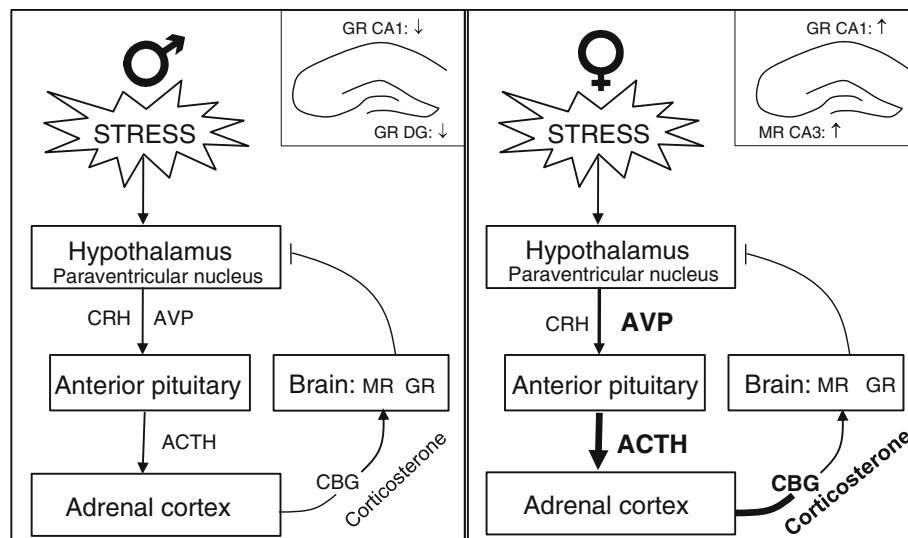 GR CA1: ↓
STRESS
GR DG: ↓
Hypothalamus
Paraventricular nucleus
CRH AVP
Anterior pituitary
Brain: MR GR
ACTH
CBG
Corticosterone
Adrenal cortex
GR CA1: ↑
STRESS
MR CA3: ↑
Hypothalamus
Paraventricular nucleus
CRH AVP
Anterior pituitary
Brain: MR GR
ACTH
CBG
Corticosterone
Adrenal cortex